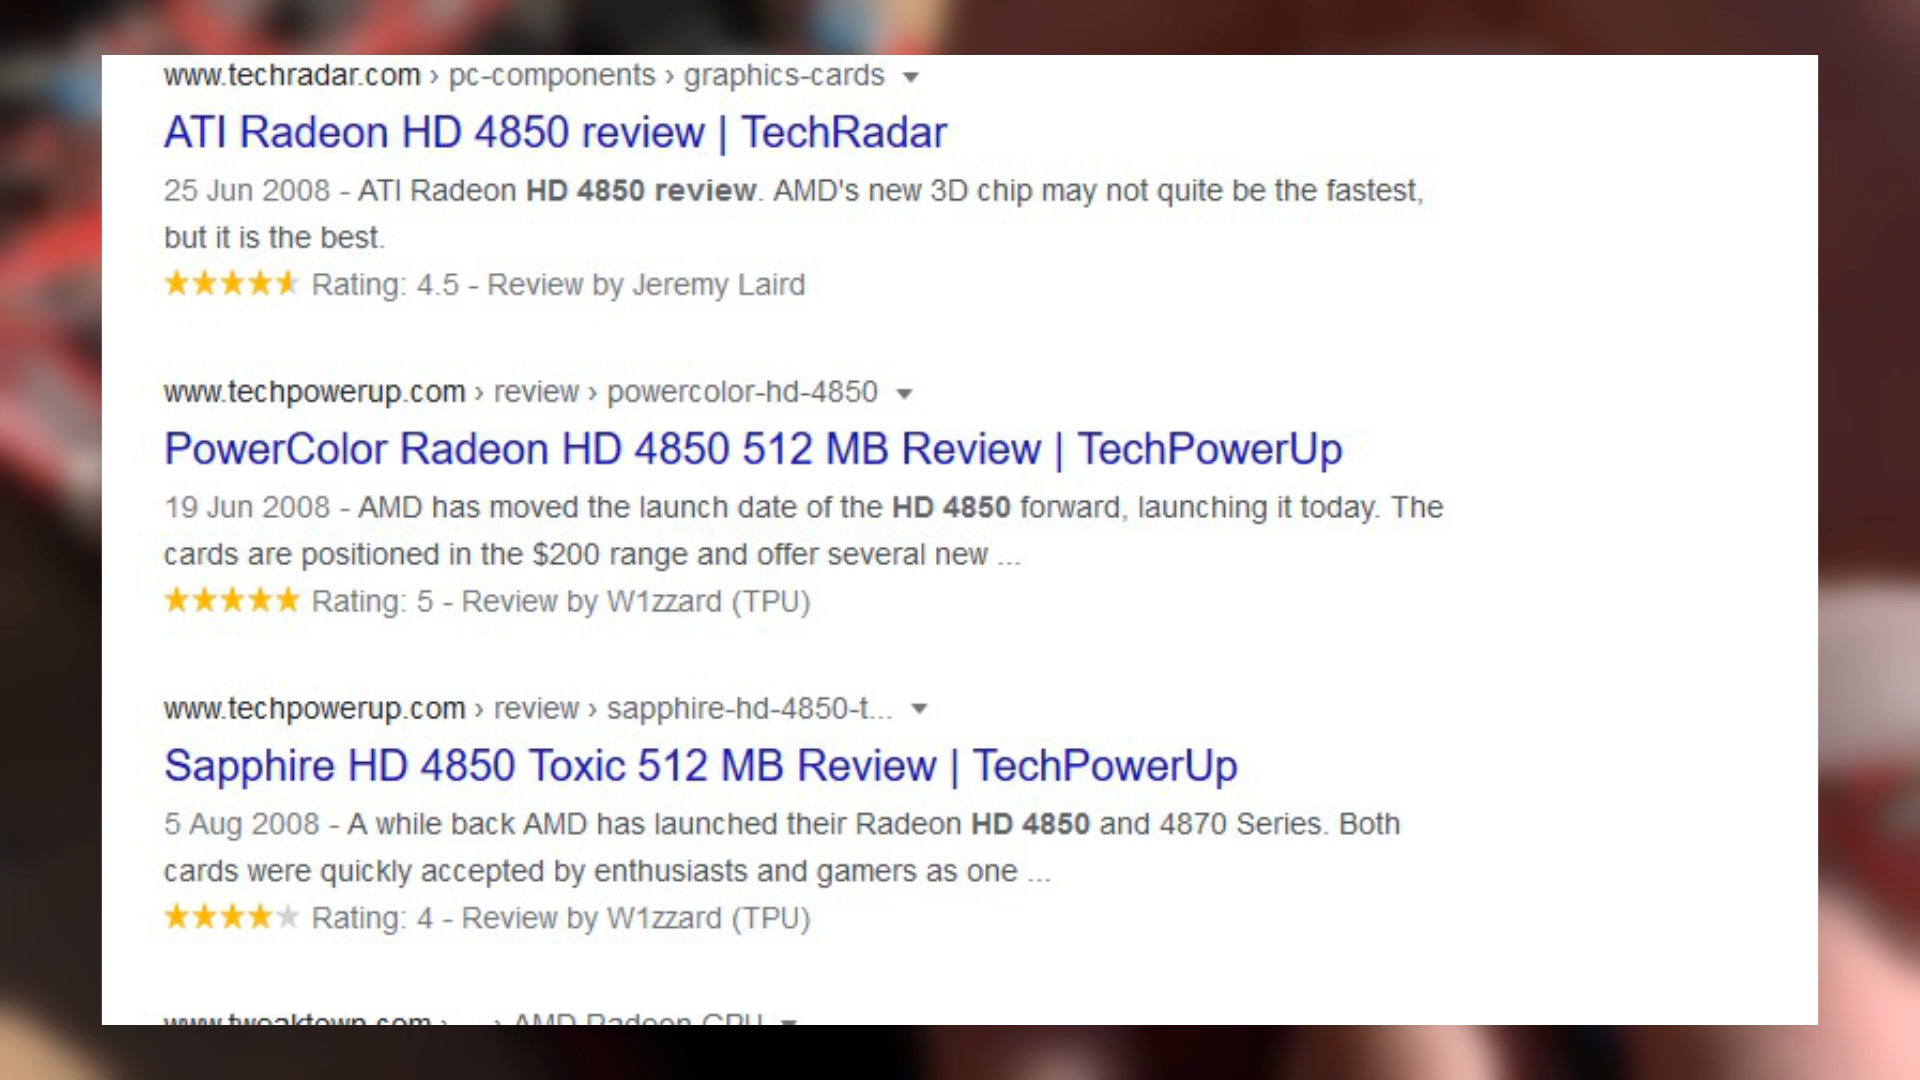 www.techradar.com › pc-components › graphics-cards
ATI Radeon HD 4850 review | TechRadar
25 Jun 2008 - ATI Radeon HD 4850 review. AMD's new 3D chip may not quite be the fastest,
but it is the best.
Rating: 4.5 - Review by Jeremy Laird
www.techpowerup.com › review › powercolor-hd-4850
PowerColor Radeon HD 4850 512 MB Review | TechPowerUp
19 Jun 2008 - AMD has moved the launch date of the HD 4850 forward, launching it today. The
cards are positioned in the $200 range and offer several new ...
Rating: 5 - Review by W1zzard (TPU)
www.techpowerup.com › review › sapphire-hd-4850-t...
Sapphire HD 4850 Toxic 512 MB Review | TechPowerUp
5 Aug 2008 - A while back AMD has launched their Radeon HD 4850 and 4870 Series. Both
cards were quickly accepted by enthusiasts and gamers as one ...
Rating: 4 - Review by W1zzard (TPU)
www.tweaktown.com › ... › AMD Radeon GPU